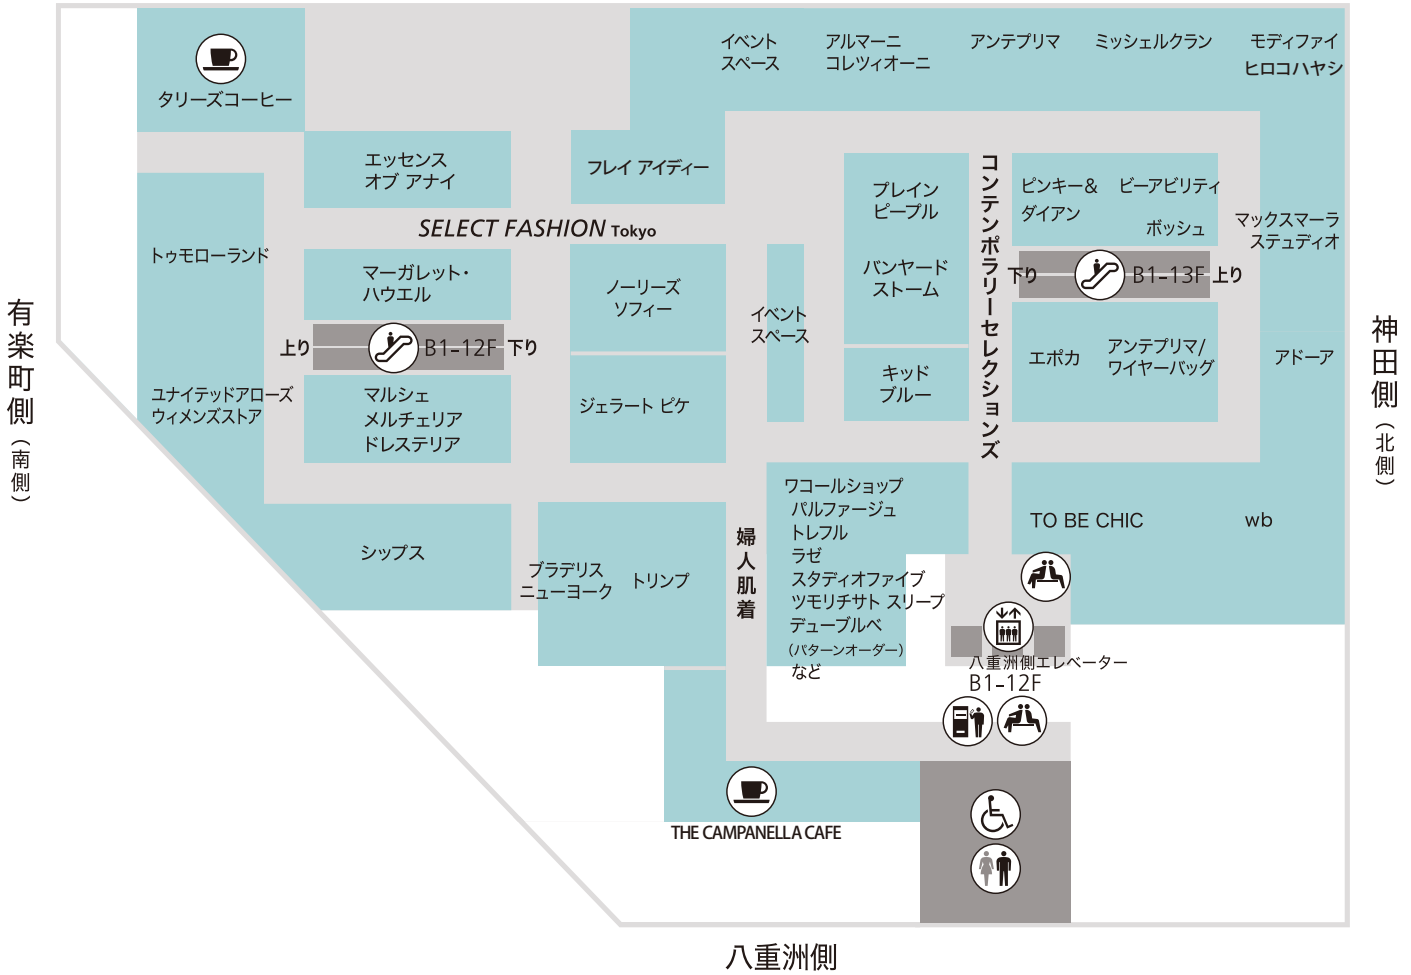 タリーズコーヒー
イベント
スペース
アルマーニ
コレツィオーニ
アンテプリマ
ミッシェルクラン
モディファイ
ヒロコハヤシ
エッセンス
オブ アナイ
フレイ アイディー
SELECT FASHION Tokyo
トゥモローランド
マーガレット・
ハウエル
上り
B1-12F
下り
ユナイテッドアローズ
ウィメンズストア
マルシェ
メルチェリア
ドレステリア
ノーリーズ
ソフィー
ジェラート ピケ
イベント
スペース
プレイン
ピープル
バンヤード
ストーム
キッド
ブルー
コンテンポラリーセレクションズ
ピンキー&
ダイアン
ビーアビリティ
ボッシュ
下り
B1-13F
上り
マックスマーラ
ステュディオ
エポカ
アンテプリマ/
ワイヤーバッグ
アドーア
シップス
ブラデリス
ニューヨーク
トリンプ
婦人肌着
ワコールショップ
パルファージュ
トレフル
ラゼ
スタディオファイブ
ツモリチサト スリープ
デューブルベ
(パターンオーダー)
など
TO BE CHIC
wb
八重洲側エレベーター
B1-12F
THE CAMPANELLA CAFE
有楽町側(南側)
神田側(北側)
八重洲側